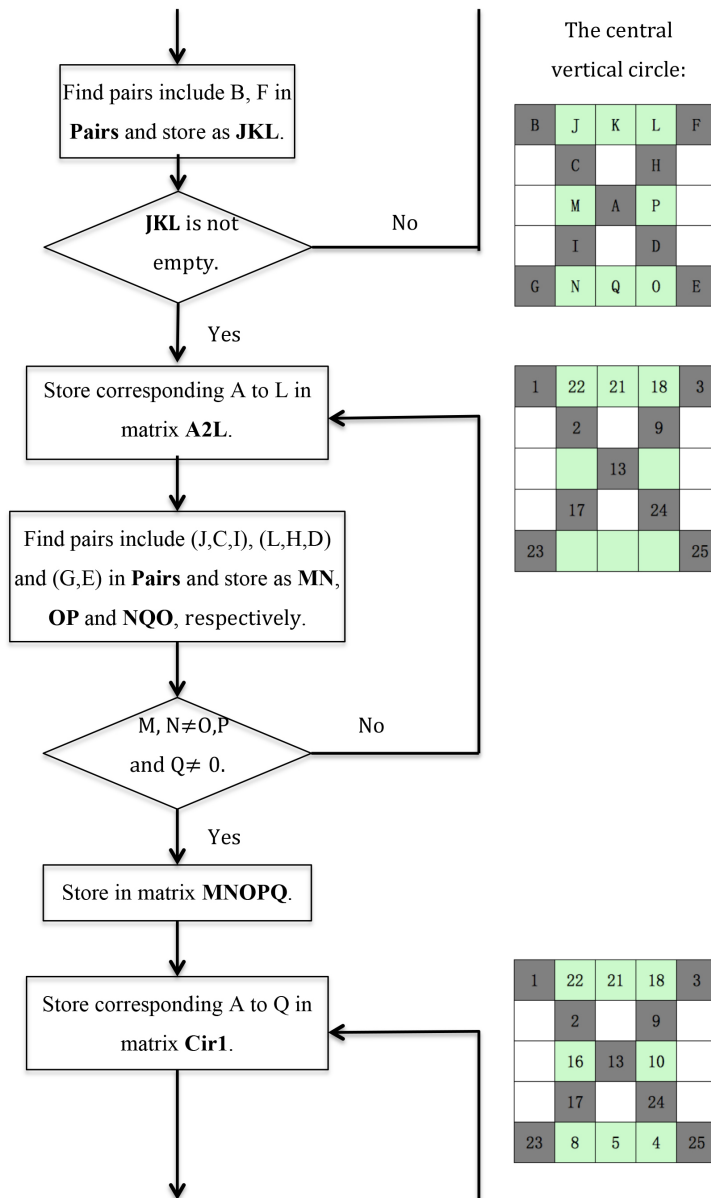 The central
vertical circle:
Find pairs include B, F in
Pairs and store as JKL.
B J K L F
C H
M A P
I D
G N Q O E
JKL is not
empty.
No
Yes
Store corresponding A to L in
matrix A2L.
1 22 21 18 3
2 9
13
17 24
23 25
Find pairs include (J,C,I), (L,H,D)
and (G,E) in Pairs and store as MN,
OP and NQO, respectively.
M, N≠O,P
and Q≠ 0.
No
Yes
Store in matrix MNOPQ.
Store corresponding A to Q in
matrix Cir1.
1 22 21 18 3
2 9
16 13 10
17 24
23 8 5 4 25